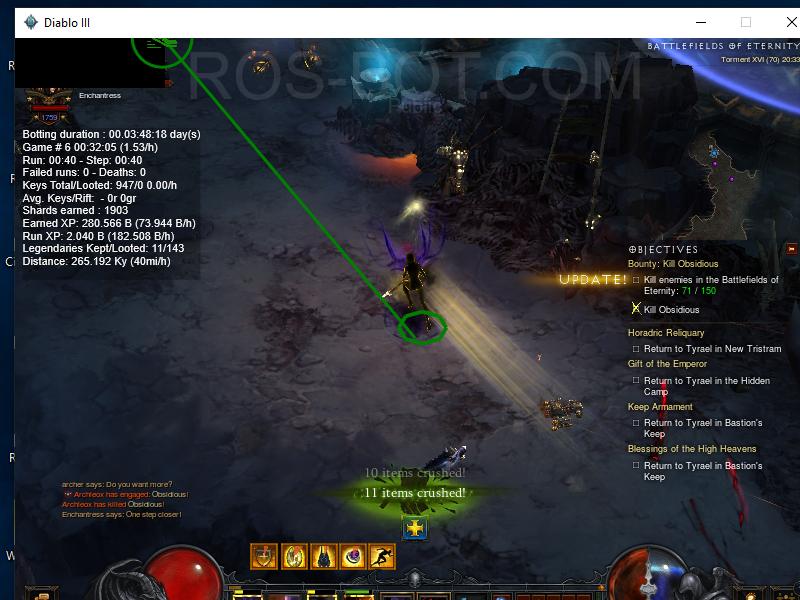 Diablo III
ROS-BOT.COM
BATTLEFIELDS OF ETERNITY
Torment XVI (70) 20:33
Enchantress
1759
Botting duration : 00.03:48:18 day(s)
Game # 6 00:32:05 (1.53/h)
Run: 00:40 - Step: 00:40
Failed runs: 0 - Deaths: 0
Keys Total/Looted: 947/0 0.00/h
Avg. Keys/Rift: - 0r 0gr
Shards earned : 1903
Earned XP: 280.566 B (73.944 B/h)
Run XP: 2.040 B (182.508 B/h)
Legendaries Kept/Looted: 11/143
Distance: 265.192 Ky (40mi/h)
UPDATE!
OBJECTIVES
Bounty: Kill Obsidious
Kill enemies in the Battlefields of
Eternity: 71 / 150
Kill Obsidious
Horadric Reliquary
Return to Tyrael in New Tristram
Gift of the Emperor
Return to Tyrael in the Hidden
Camp
Keep Armament
Return to Tyrael in Bastion's
Keep
Blessings of the High Heavens
Return to Tyrael in Bastion's
Keep
10 items crushed!
11 items crushed!
archer says: Do you want more?
Archleox has engaged: Obsidious!
Archleox has killed Obsidious!
Enchantress says: One step closer!